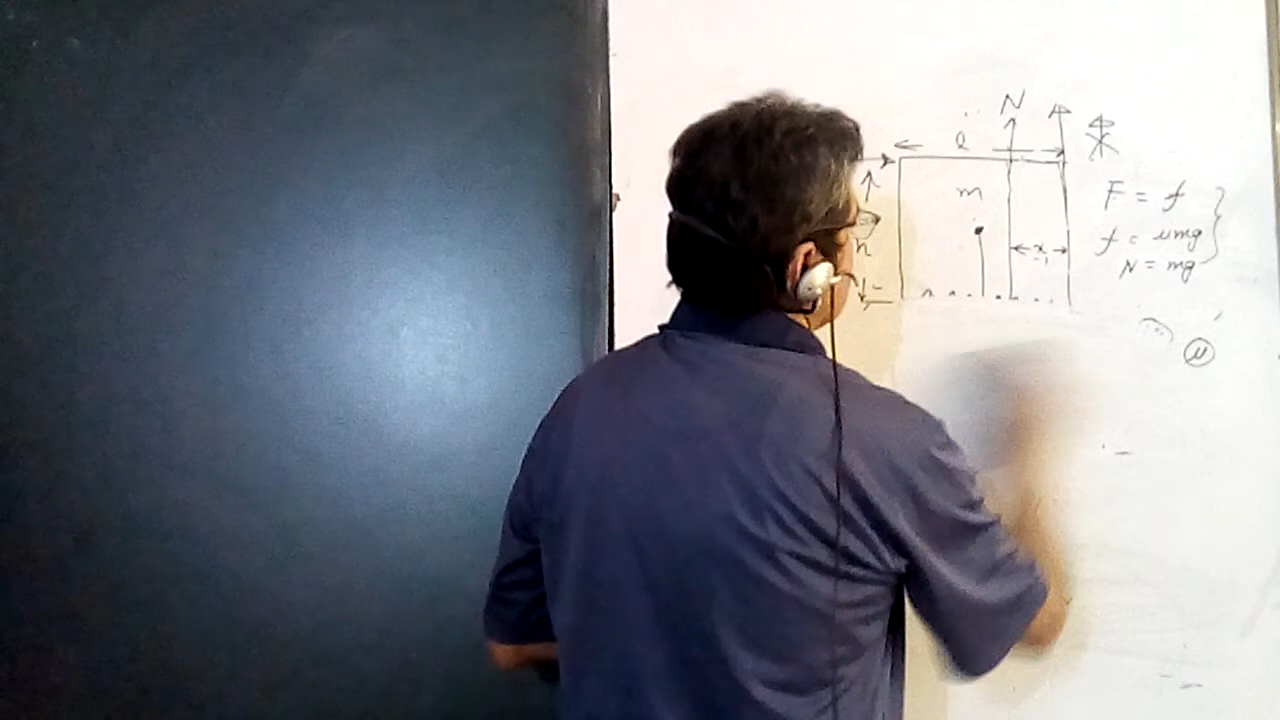 N
l
m
h
x
F = f
f = μmg
N = mg
μ